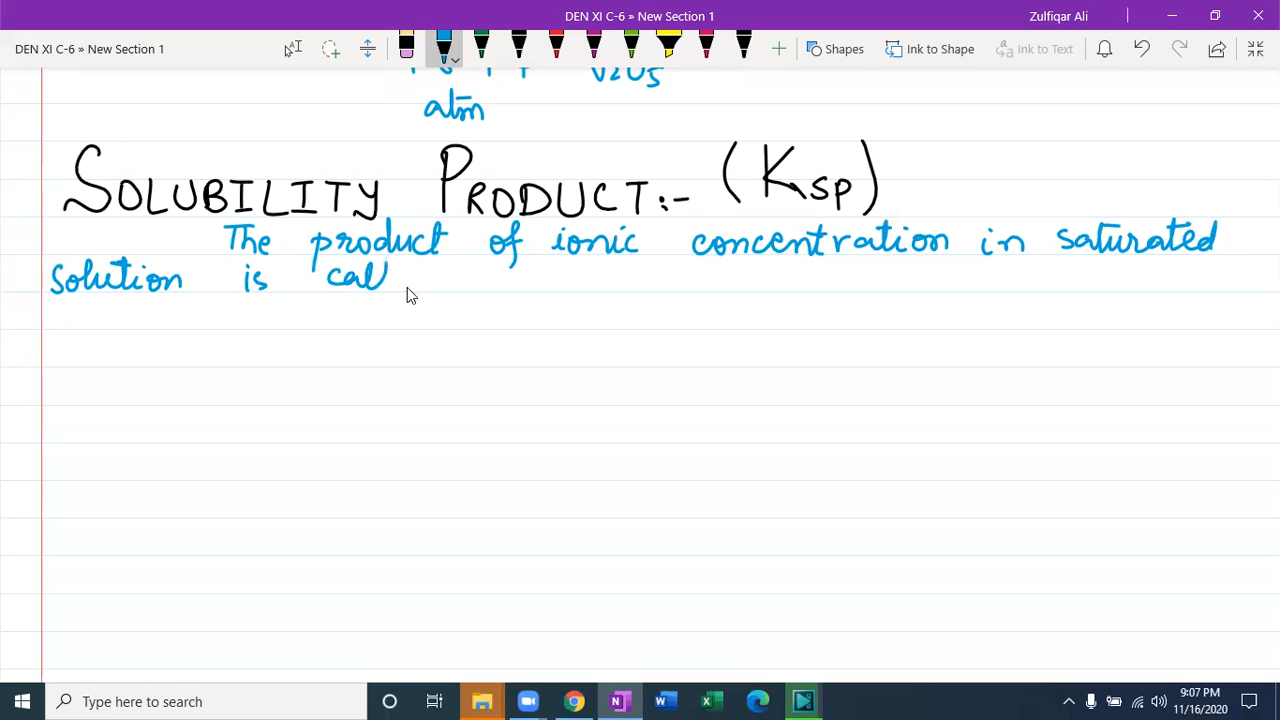 DEN XI C-6 » New Section 1
Zulfiqar Ali
DEN XI C-6 » New Section 1
Shapes
Ink to Shape
Ink to Text
V2O5
atm
SOLUBILITY PRODUCT:- (KSP)
The product of ionic concentration in saturated
solution is cal
Type here to search
9:07 PM
11/16/2020